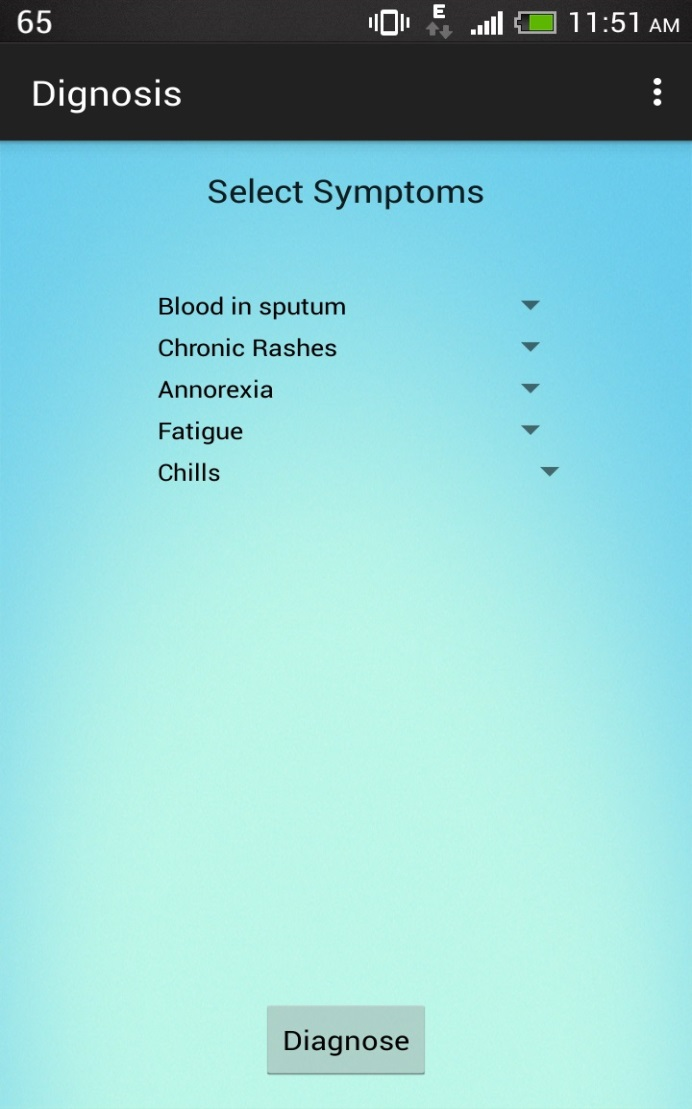 65 E 11:51 AM
Dignosis
Select Symptoms
Blood in sputum
Chronic Rashes
Annorexia
Fatigue
Chills
Diagnose